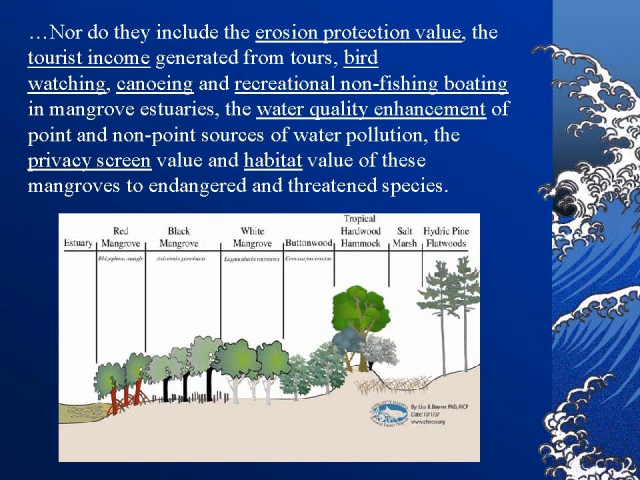 …Nor do they include the erosion protection value, the
tourist income generated from tours, bird
watching, canoeing and recreational non-fishing boating
in mangrove estuaries, the water quality enhancement of
point and non-point sources of water pollution, the
privacy screen value and habitat value of these
mangroves to endangered and threatened species.
Estuary
Red
Mangrove
Black
Mangrove
White
Mangrove
Buttonwood
Tropical
Hardwood
Hammock
Salt
Marsh
Hydric Pine
Flatwoods
Rhizophora mangle
Avicennia germinans
Laguncularia racemosa
Conocarpus erectus
By: Lisa B. Beever PhD, AICP
Date:
www.chnep.org